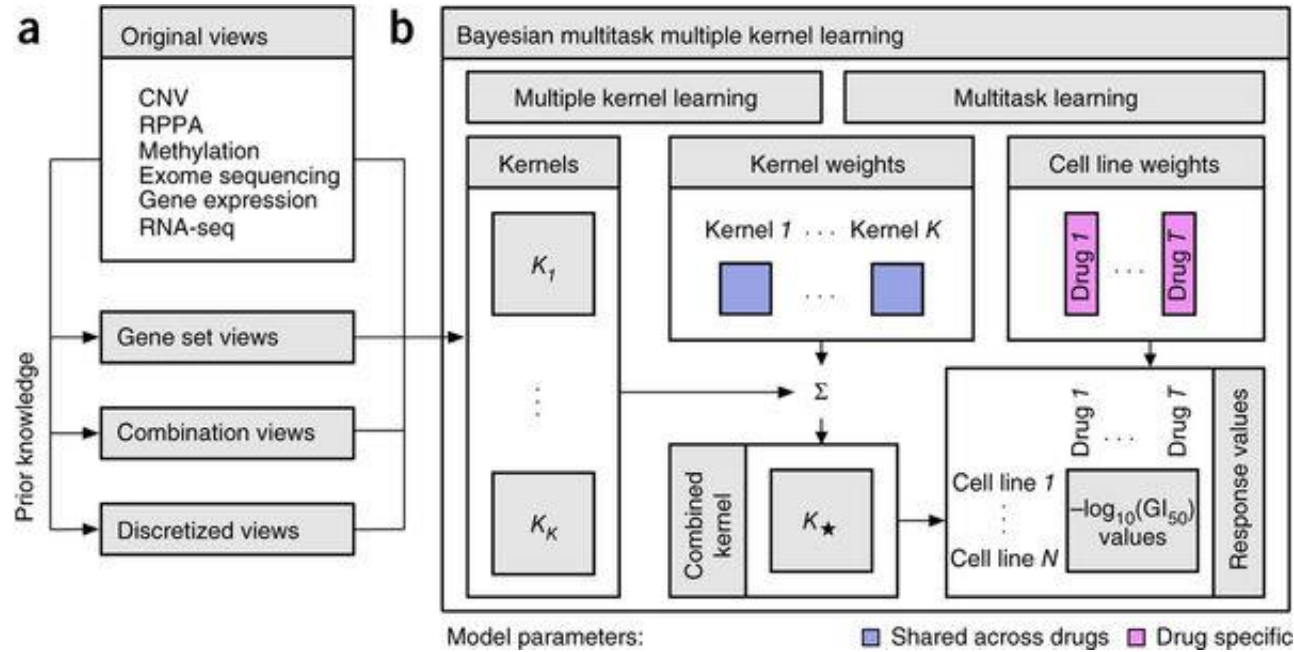 a
Original views
CNV
RPPA
Methylation
Exome sequencing
Gene expression
RNA-seq
Prior knowledge
Gene set views
Combination views
Discretized views
b
Bayesian multitask multiple kernel learning
Multiple kernel learning
Multitask learning
Kernels
K1
⋮
KK
Kernel weights
Kernel 1 . . . Kernel K
. . .
Σ
Combined
kernel
K★
Cell line weights
Drug 1 . . . Drug T
Drug 1 . . . Drug T
Cell line 1
⋮
Cell line N
–log10(GI50)
values
Response values
Model parameters:
Shared across drugs
Drug specific